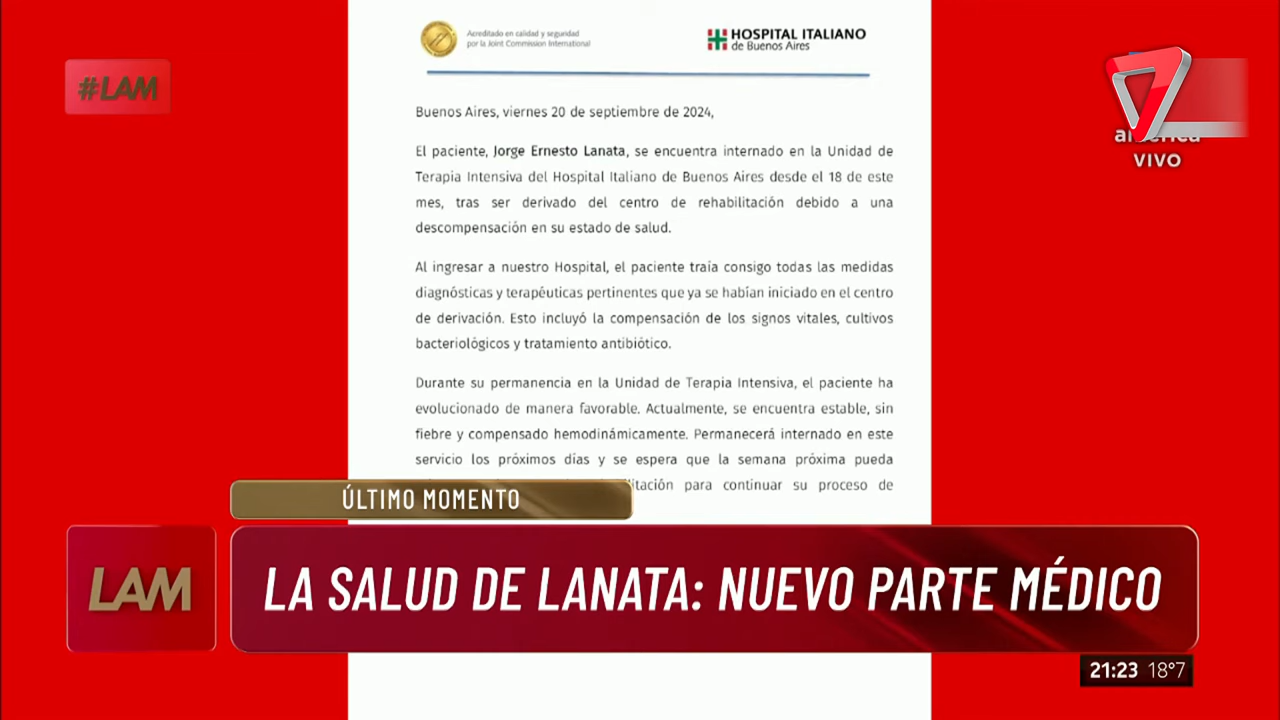 Acreditado en calidad y seguridad
por la Joint Commission International
HOSPITAL ITALIANO
de Buenos Aires
#LAM
VIVO
Buenos Aires, viernes 20 de septiembre de 2024,
El paciente, Jorge Ernesto Lanata, se encuentra internado en la Unidad de
Terapia Intensiva del Hospital Italiano de Buenos Aires desde el 18 de este
mes, tras ser derivado del centro de rehabilitación debido a una
descompensación en su estado de salud.
Al ingresar a nuestro Hospital, el paciente traía consigo todas las medidas
diagnósticas y terapéuticas pertinentes que ya se habían iniciado en el centro
de derivación. Esto incluyó la compensación de los signos vitales, cultivos
bacteriológicos y tratamiento antibiótico.
Durante su permanencia en la Unidad de Terapia Intensiva, el paciente ha
evolucionado de manera favorable. Actualmente, se encuentra estable, sin
fiebre y compensado hemodinámicamente. Permanecerá internado en este
servicio los próximos días y se espera que la semana próxima pueda
para continuar su proceso de
ÚLTIMO MOMENTO
LAM
LA SALUD DE LANATA: NUEVO PARTE MÉDICO
21:23 18°7